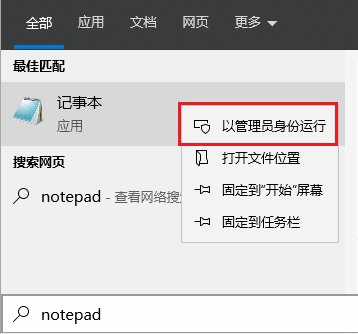 全部 应用 文档 网页 更多
最佳匹配
记事本
应用
以管理员身份运行
打开文件位置
固定到“开始”屏幕
固定到任务栏
搜索网页
notepad - 查看网络搜索
notepad